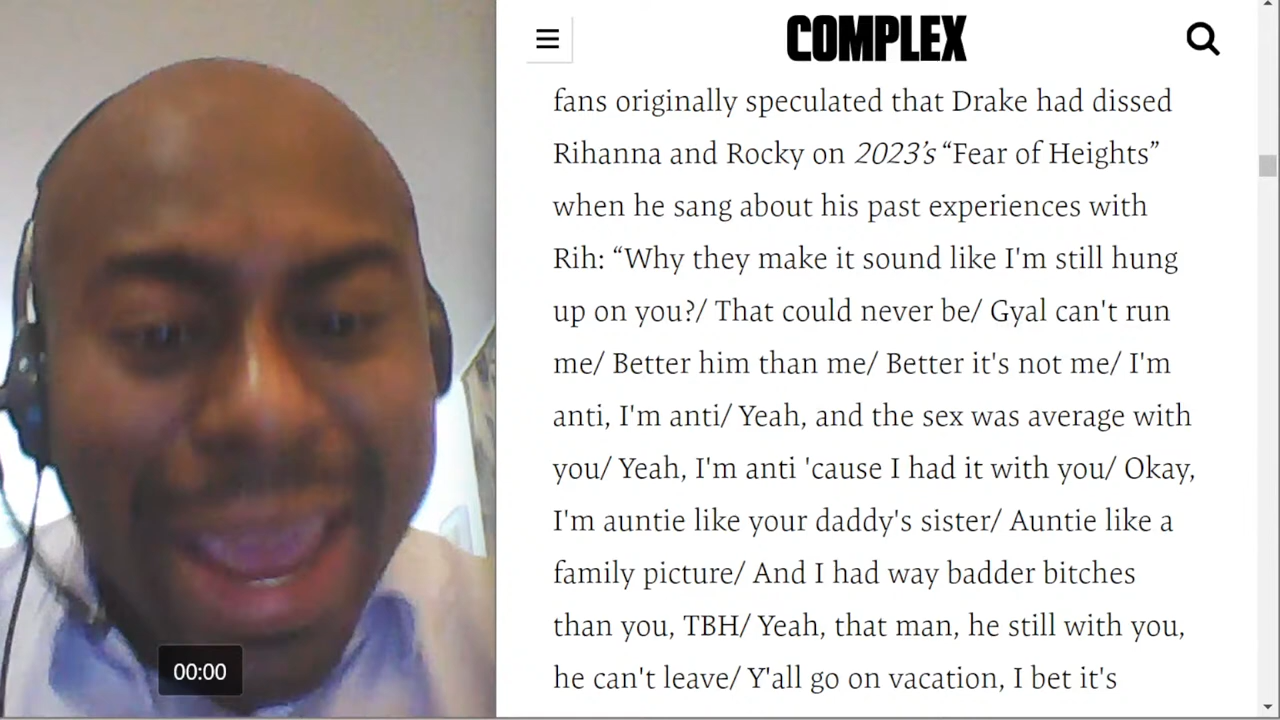 COMPLEX
fans originally speculated that Drake had dissed
Rihanna and Rocky on 2023’s “Fear of Heights”
when he sang about his past experiences with
Rih: “Why they make it sound like I'm still hung
up on you?/ That could never be/ Gyal can't run
me/ Better him than me/ Better it's not me/ I'm
anti, I'm anti/ Yeah, and the sex was average with
you/ Yeah, I'm anti 'cause I had it with you/ Okay,
I'm auntie like your daddy's sister/ Auntie like a
family picture/ And I had way badder bitches
than you, TBH/ Yeah, that man, he still with you,
he can't leave/ Y'all go on vacation, I bet it's
00:00